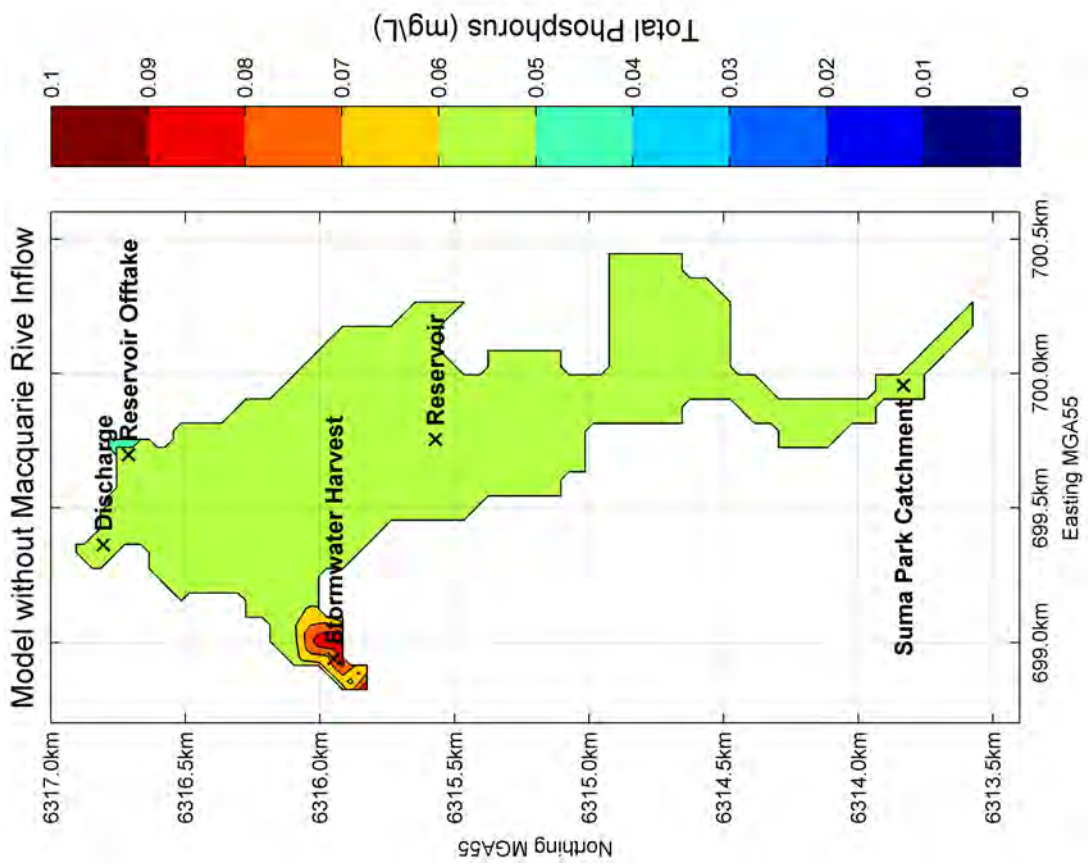 Model without Macquarie Rive Inflow
Discharge
Reservoir Offtake
Stormwater Harvest
Reservoir
Suma Park Catchment
6317.0km
6316.5km
6316.0km
6315.5km
6315.0km
6314.5km
6314.0km
6313.5km
Northing MGA55
699.0km
699.5km
700.0km
700.5km
Easting MGA55
0.1
0.09
0.08
0.07
0.06
0.05
0.04
0.03
0.02
0.01
0
Total Phosphorus (mg\L)